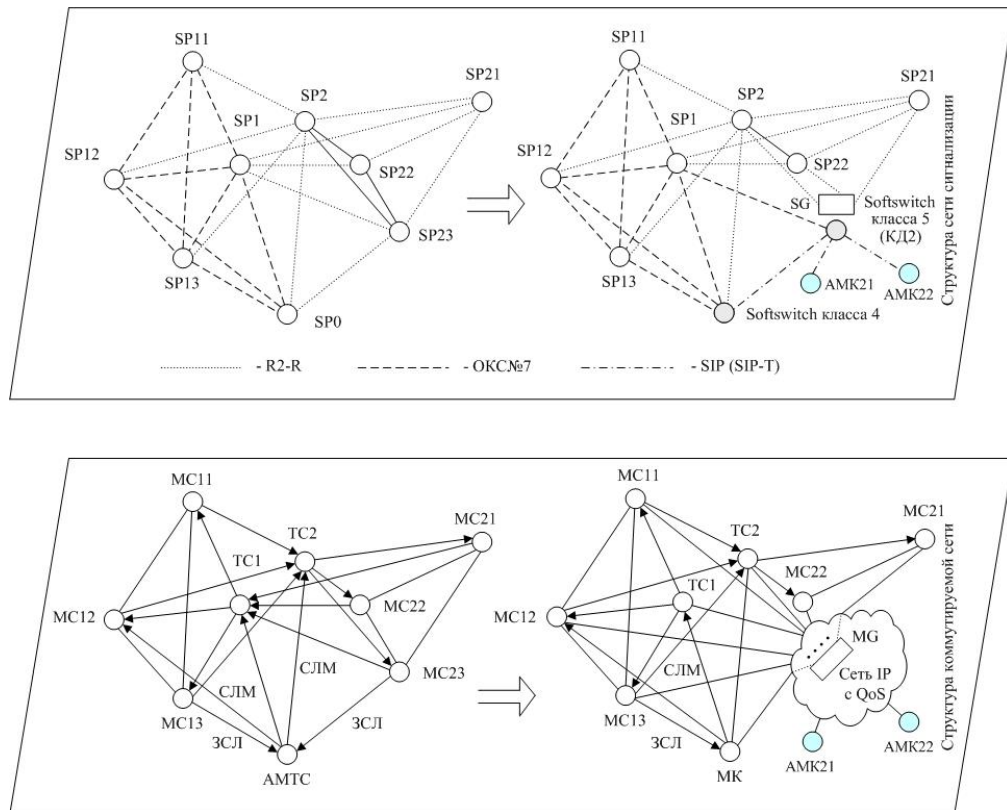 SP11
SP2
SP21
SP1
SP12
SP22
SP23
SP13
SP0
SP11
SP2
SP21
SP1
SP12
SP22
SG
Softswitch
класса 5
(КД2)
SP13
АМК21
АМК22
Softswitch класса 4
- R2-R
- ОКС№7
- SIP (SIP-T)
Структура сети сигнализации
МС11
ТС2
МС21
ТС1
МС12
МС22
МС23
СЛМ
СЛМ
МС13
ЗСЛ
ЗСЛ
АМТС
МС11
ТС2
МС21
ТС1
МС22
МС12
MG
Сеть IP
с QoS
СЛМ
МС13
ЗСЛ
МК
АМК21
АМК22
Структура коммутируемой сети